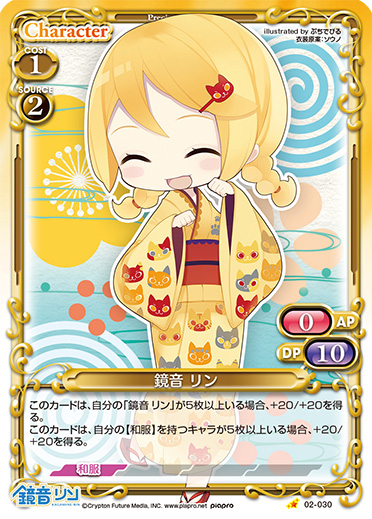 Character
illustrated by ぷちでびる
衣装原案:ソウノ
COST
1
SOURCE
2
0 AP
DP 10
鏡音 リン
このカードは、自分の「鏡音 リン」が5枚以上いる場合、+20/+20を得
る。
このカードは、自分の【和服】を持つキャラが5枚以上いる場合、+20/
+20を得る。
和服
鏡音リン
KAGAMINE RIN
©Crypton Future Media, INC. www.piapro.net piapro
02-030